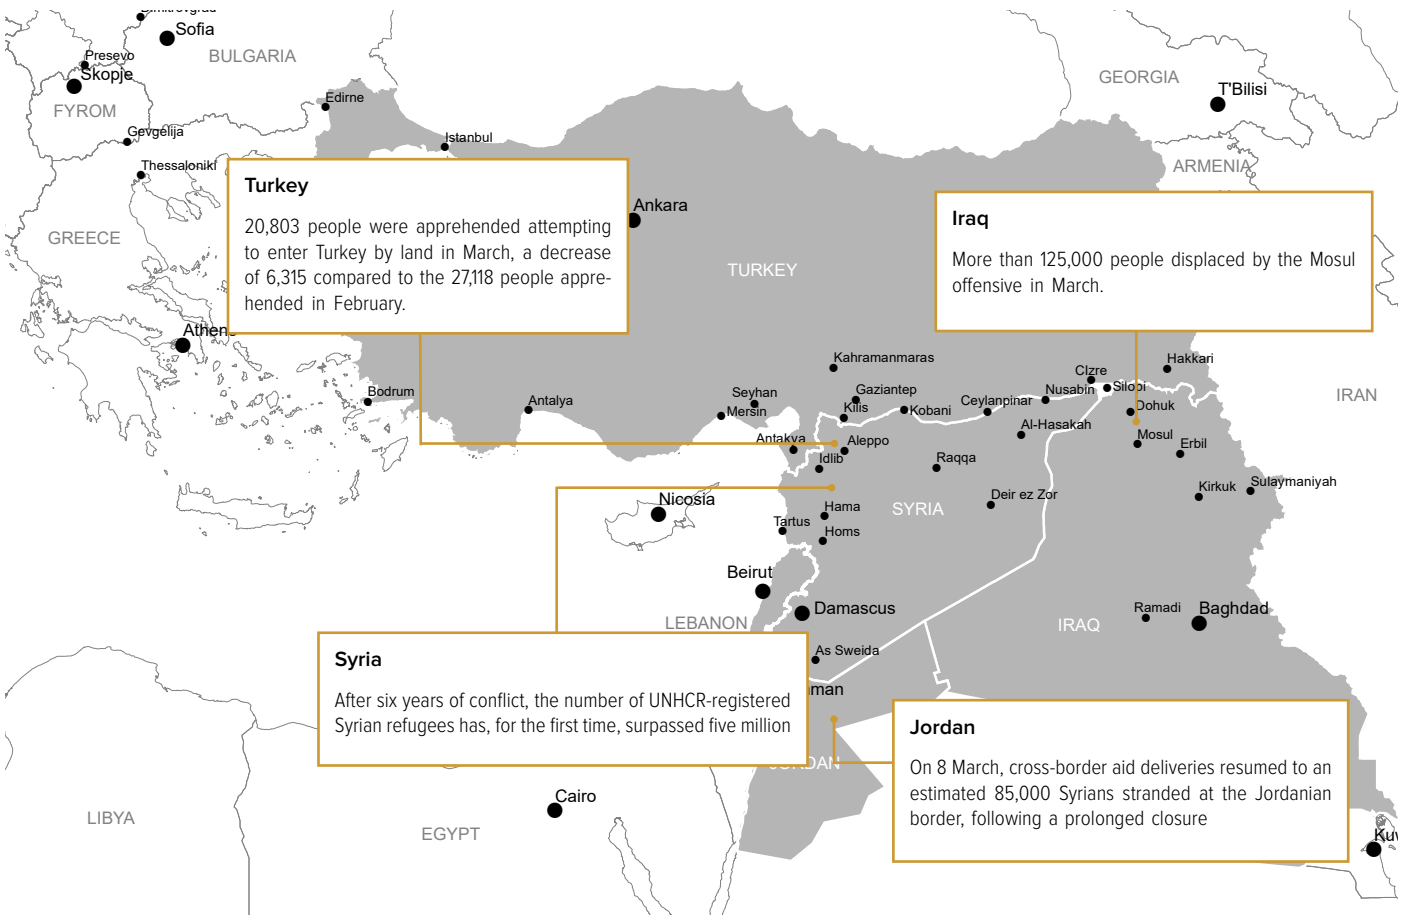 Sofia
BULGARIA
Presevo
Skopje
FYROM
Gevgelija
Thessaloniki
GREECE
Edirne
Istanbul
GEORGIA
T'Bilisi
ARMENIA
Turkey
20,803 people were apprehended attempting
to enter Turkey by land in March, a decrease
of 6,315 compared to the 27,118 people appre-
hended in February.
Ankara
TURKEY
Iraq
More than 125,000 people displaced by the Mosul
offensive in March.
Athens
Bodrum
Antalya
Kahramanmaras
Seyhan
Mersin
Gaziantep
Kilis
Kobani
Ceylanpinar
Nusabin
CIzre
Silobi
Hakkari
IRAN
Dohuk
Antakya
Aleppo
Idlib
Al-Hasakah
Mosul
Erbil
Raqqa
Kirkuk
Sulaymaniyah
Deir ez Zor
SYRIA
Nicosia
Hama
Tartus
Homs
Beirut
LEBANON
Damascus
Ramadi
Baghdad
IRAQ
As Sweida
Syria
After six years of conflict, the number of UNHCR-registered
Syrian refugees has, for the first time, surpassed five million
Jordan
On 8 March, cross-border aid deliveries resumed to an
estimated 85,000 Syrians stranded at the Jordanian
border, following a prolonged closure
JORDAN
Cairo
LIBYA
EGYPT